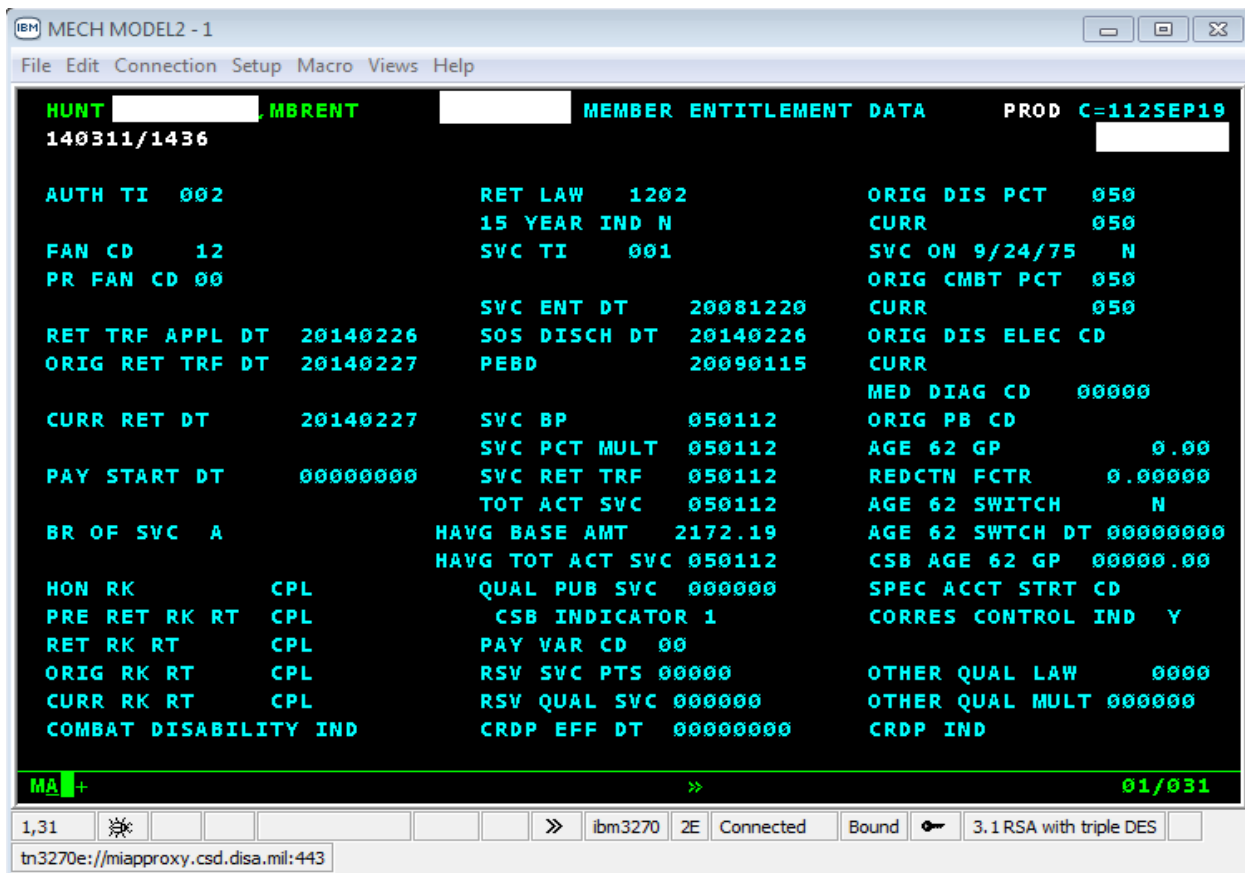 IBM MECH MODEL2 - 1
File Edit Connection Setup Macro Views Help
HUNT ,MBRENT MEMBER ENTITLEMENT DATA PROD C=112SEP19
140311/1436
AUTH TI 002 RET LAW 1202 ORIG DIS PCT 050
15 YEAR IND N CURR 050
FAN CD 12 SVC TI 001 SVC ON 9/24/75 N
PR FAN CD 00 ORIG CMBT PCT 050
SVC ENT DT 20081220 CURR 050
RET TRF APPL DT 20140226 SOS DISCH DT 20140226 ORIG DIS ELEC CD
ORIG RET TRF DT 20140227 PEBD 20090115 CURR
MED DIAG CD 00000
CURR RET DT 20140227 SVC BP 050112 ORIG PB CD
SVC PCT MULT 050112 AGE 62 GP 0.00
PAY START DT 00000000 SVC RET TRF 050112 REDCTN FCTR 0.00000
TOT ACT SVC 050112 AGE 62 SWITCH N
BR OF SVC A HAVG BASE AMT 2172.19 AGE 62 SWTCH DT 00000000
HAVG TOT ACT SVC 050112 CSB AGE 62 GP 00000.00
HON RK CPL QUAL PUB SVC 000000 SPEC ACCT STRT CD
PRE RET RK RT CPL CSB INDICATOR 1 CORRES CONTROL IND Y
RET RK RT CPL PAY VAR CD 00
ORIG RK RT CPL RSV SVC PTS 00000 OTHER QUAL LAW 0000
CURR RK RT CPL RSV QUAL SVC 000000 OTHER QUAL MULT 000000
COMBAT DISABILITY IND CRDP EFF DT 00000000 CRDP IND
MA + » 01/031
1,31 » ibm3270 2E Connected Bound 3.1 RSA with triple DES
tn3270e://miapproxy.csd.disa.mil:443